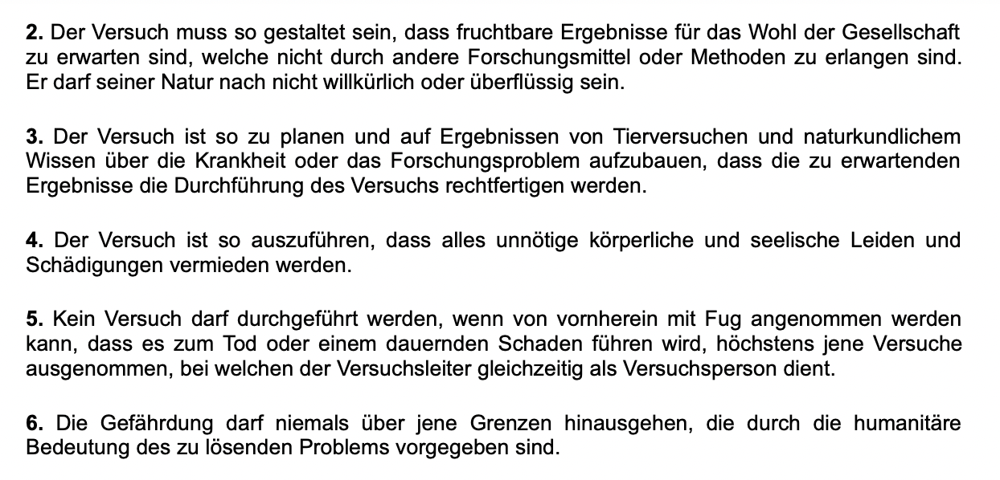 2. Der Versuch muss so gestaltet sein, dass fruchtbare Ergebnisse für das Wohl der Gesellschaft
zu erwarten sind, welche nicht durch andere Forschungsmittel oder Methoden zu erlangen sind.
Er darf seiner Natur nach nicht willkürlich oder überflüssig sein.
3. Der Versuch ist so zu planen und auf Ergebnissen von Tierversuchen und naturkundlichem
Wissen über die Krankheit oder das Forschungsproblem aufzubauen, dass die zu erwartenden
Ergebnisse die Durchführung des Versuchs rechtfertigen werden.
4. Der Versuch ist so auszuführen, dass alles unnötige körperliche und seelische Leiden und
Schädigungen vermieden werden.
5. Kein Versuch darf durchgeführt werden, wenn von vornherein mit Fug angenommen werden
kann, dass es zum Tod oder einem dauernden Schaden führen wird, höchstens jene Versuche
ausgenommen, bei welchen der Versuchsleiter gleichzeitig als Versuchsperson dient.
6. Die Gefährdung darf niemals über jene Grenzen hinausgehen, die durch die humanitäre
Bedeutung des zu lösenden Problems vorgegeben sind.